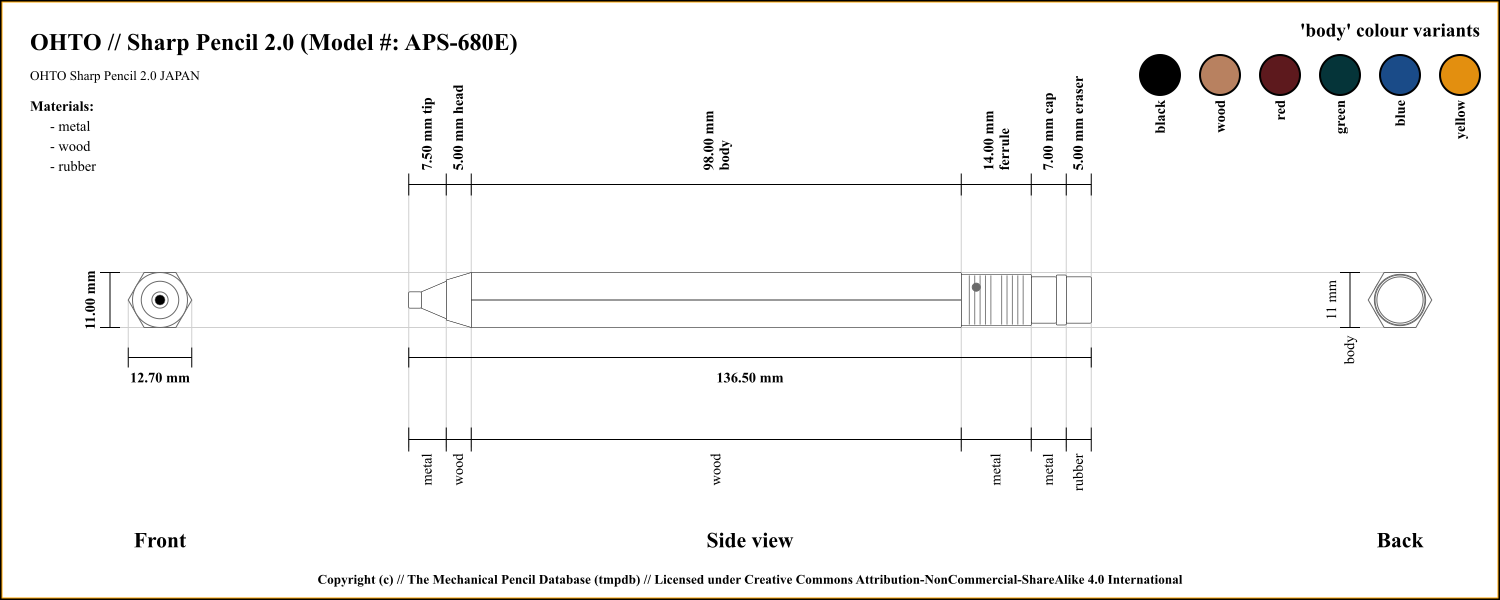 OHTO // Sharp Pencil 2.0 (Model #: APS-680E)
OHTO Sharp Pencil 2.0 JAPAN
Materials:
- metal
- wood
- rubber
'body' colour variants
black
wood
red
green
blue
yellow
7.50 mm tip
5.00 mm head
98.00 mm
body
14.00 mm
ferrule
7.00 mm cap
5.00 mm eraser
11.00 mm
12.70 mm
136.50 mm
11 mm
body
metal
wood
wood
metal
metal
rubber
Front
Side view
Back
Copyright (c) // The Mechanical Pencil Database (tmpdb) // Licensed under Creative Commons Attribution-NonCommercial-ShareAlike 4.0 International